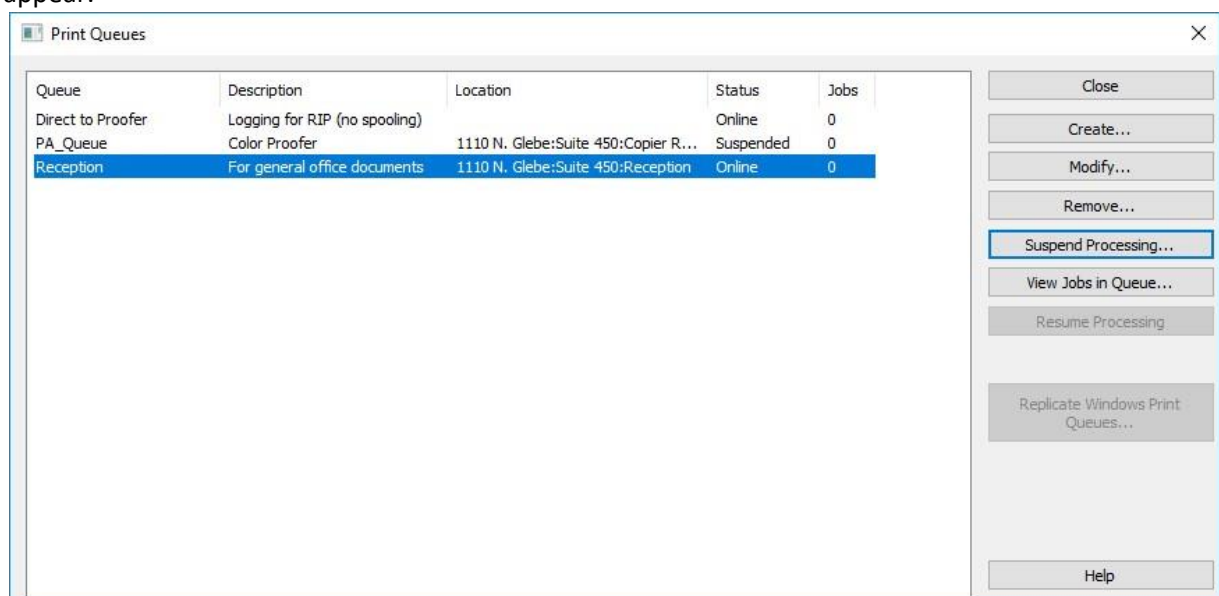 appear.
Print Queues
Queue Description Location Status Jobs
Direct to Proofer Logging for RIP (no spooling) Online 0
PA_Queue Color Proofer 1110 N. Glebe:Suite 450:Copier R... Suspended 0
Reception For general office documents 1110 N. Glebe:Suite 450:Reception Online 0
Close
Create...
Modify...
Remove...
Suspend Processing...
View Jobs in Queue...
Resume Processing
Replicate Windows Print
Queues...
Help